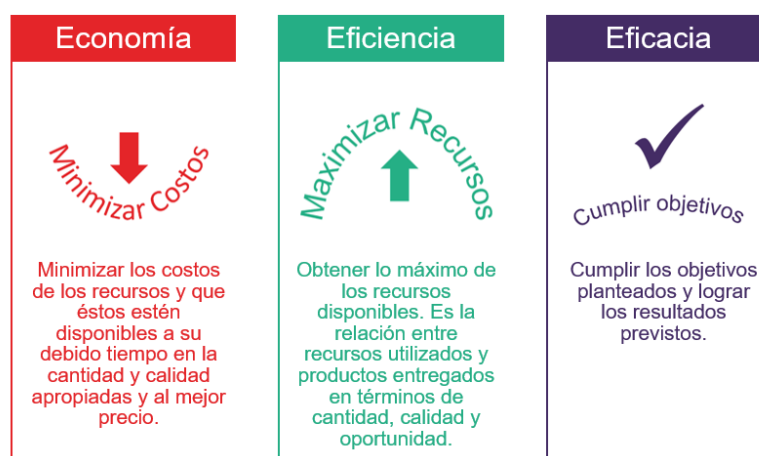 Economía
Minimizar Costos
Minimizar los costos
de los recursos y que
éstos estén
disponibles a su
debido tiempo en la
cantidad y calidad
apropiadas y al mejor
precio.
Eficiencia
Maximizar Recursos
Obtener lo máximo de
los recursos
disponibles. Es la
relación entre
recursos utilizados y
productos entregados
en términos de
cantidad, calidad y
oportunidad.
Eficacia
Cumplir objetivos
Cumplir los objetivos
planteados y lograr
los resultados
previstos.